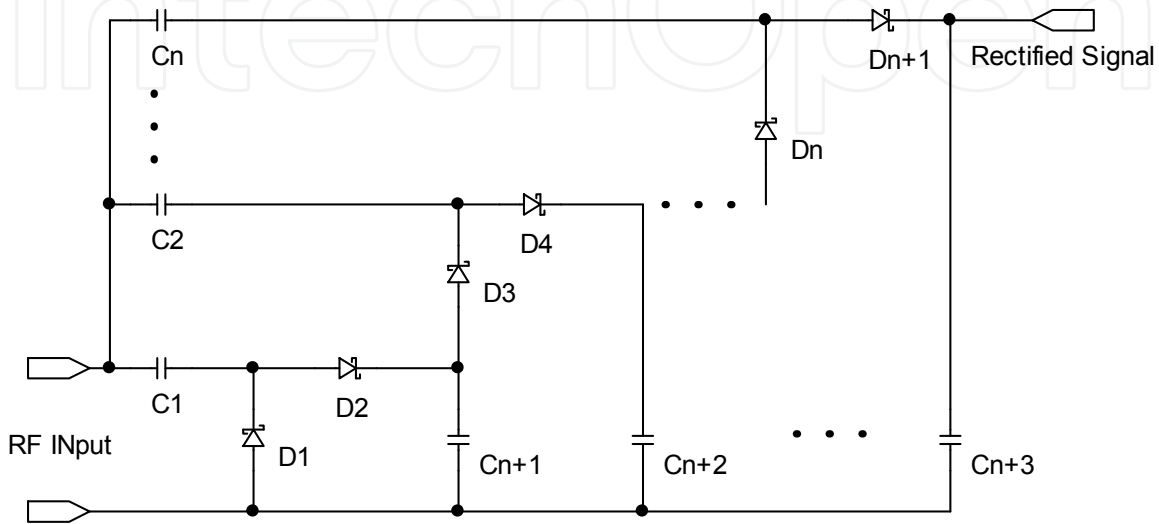 IntechOpen
Cn
Dn+1
Rectified Signal
Dn
C2
D4
D3
C1
D2
RF INput
D1
Cn+1
Cn+2
Cn+3